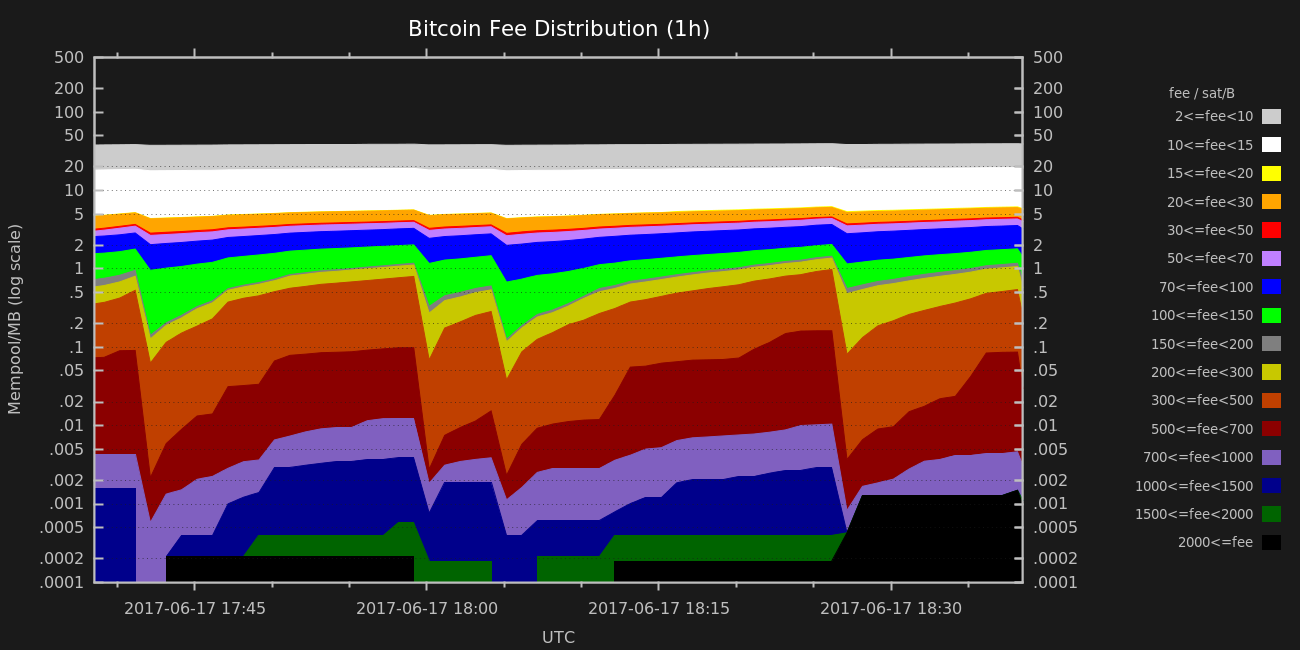 Bitcoin Fee Distribution (1h)
500 500
200 200
100 100
50 50
20 20
10 10
5 5
2 2
1 1
.5 .5
.2 .2
.1 .1
.05 .05
.02 .02
.01 .01
.005 .005
.002 .002
.001 .001
.0005 .0005
.0002 .0002
.0001 .0001
Mempool/MB (log scale)
2017-06-17 17:45 2017-06-17 18:00 2017-06-17 18:15 2017-06-17 18:30
UTC
fee / sat/B
2<=fee<10
10<=fee<15
15<=fee<20
20<=fee<30
30<=fee<50
50<=fee<70
70<=fee<100
100<=fee<150
150<=fee<200
200<=fee<300
300<=fee<500
500<=fee<700
700<=fee<1000
1000<=fee<1500
1500<=fee<2000
2000<=fee